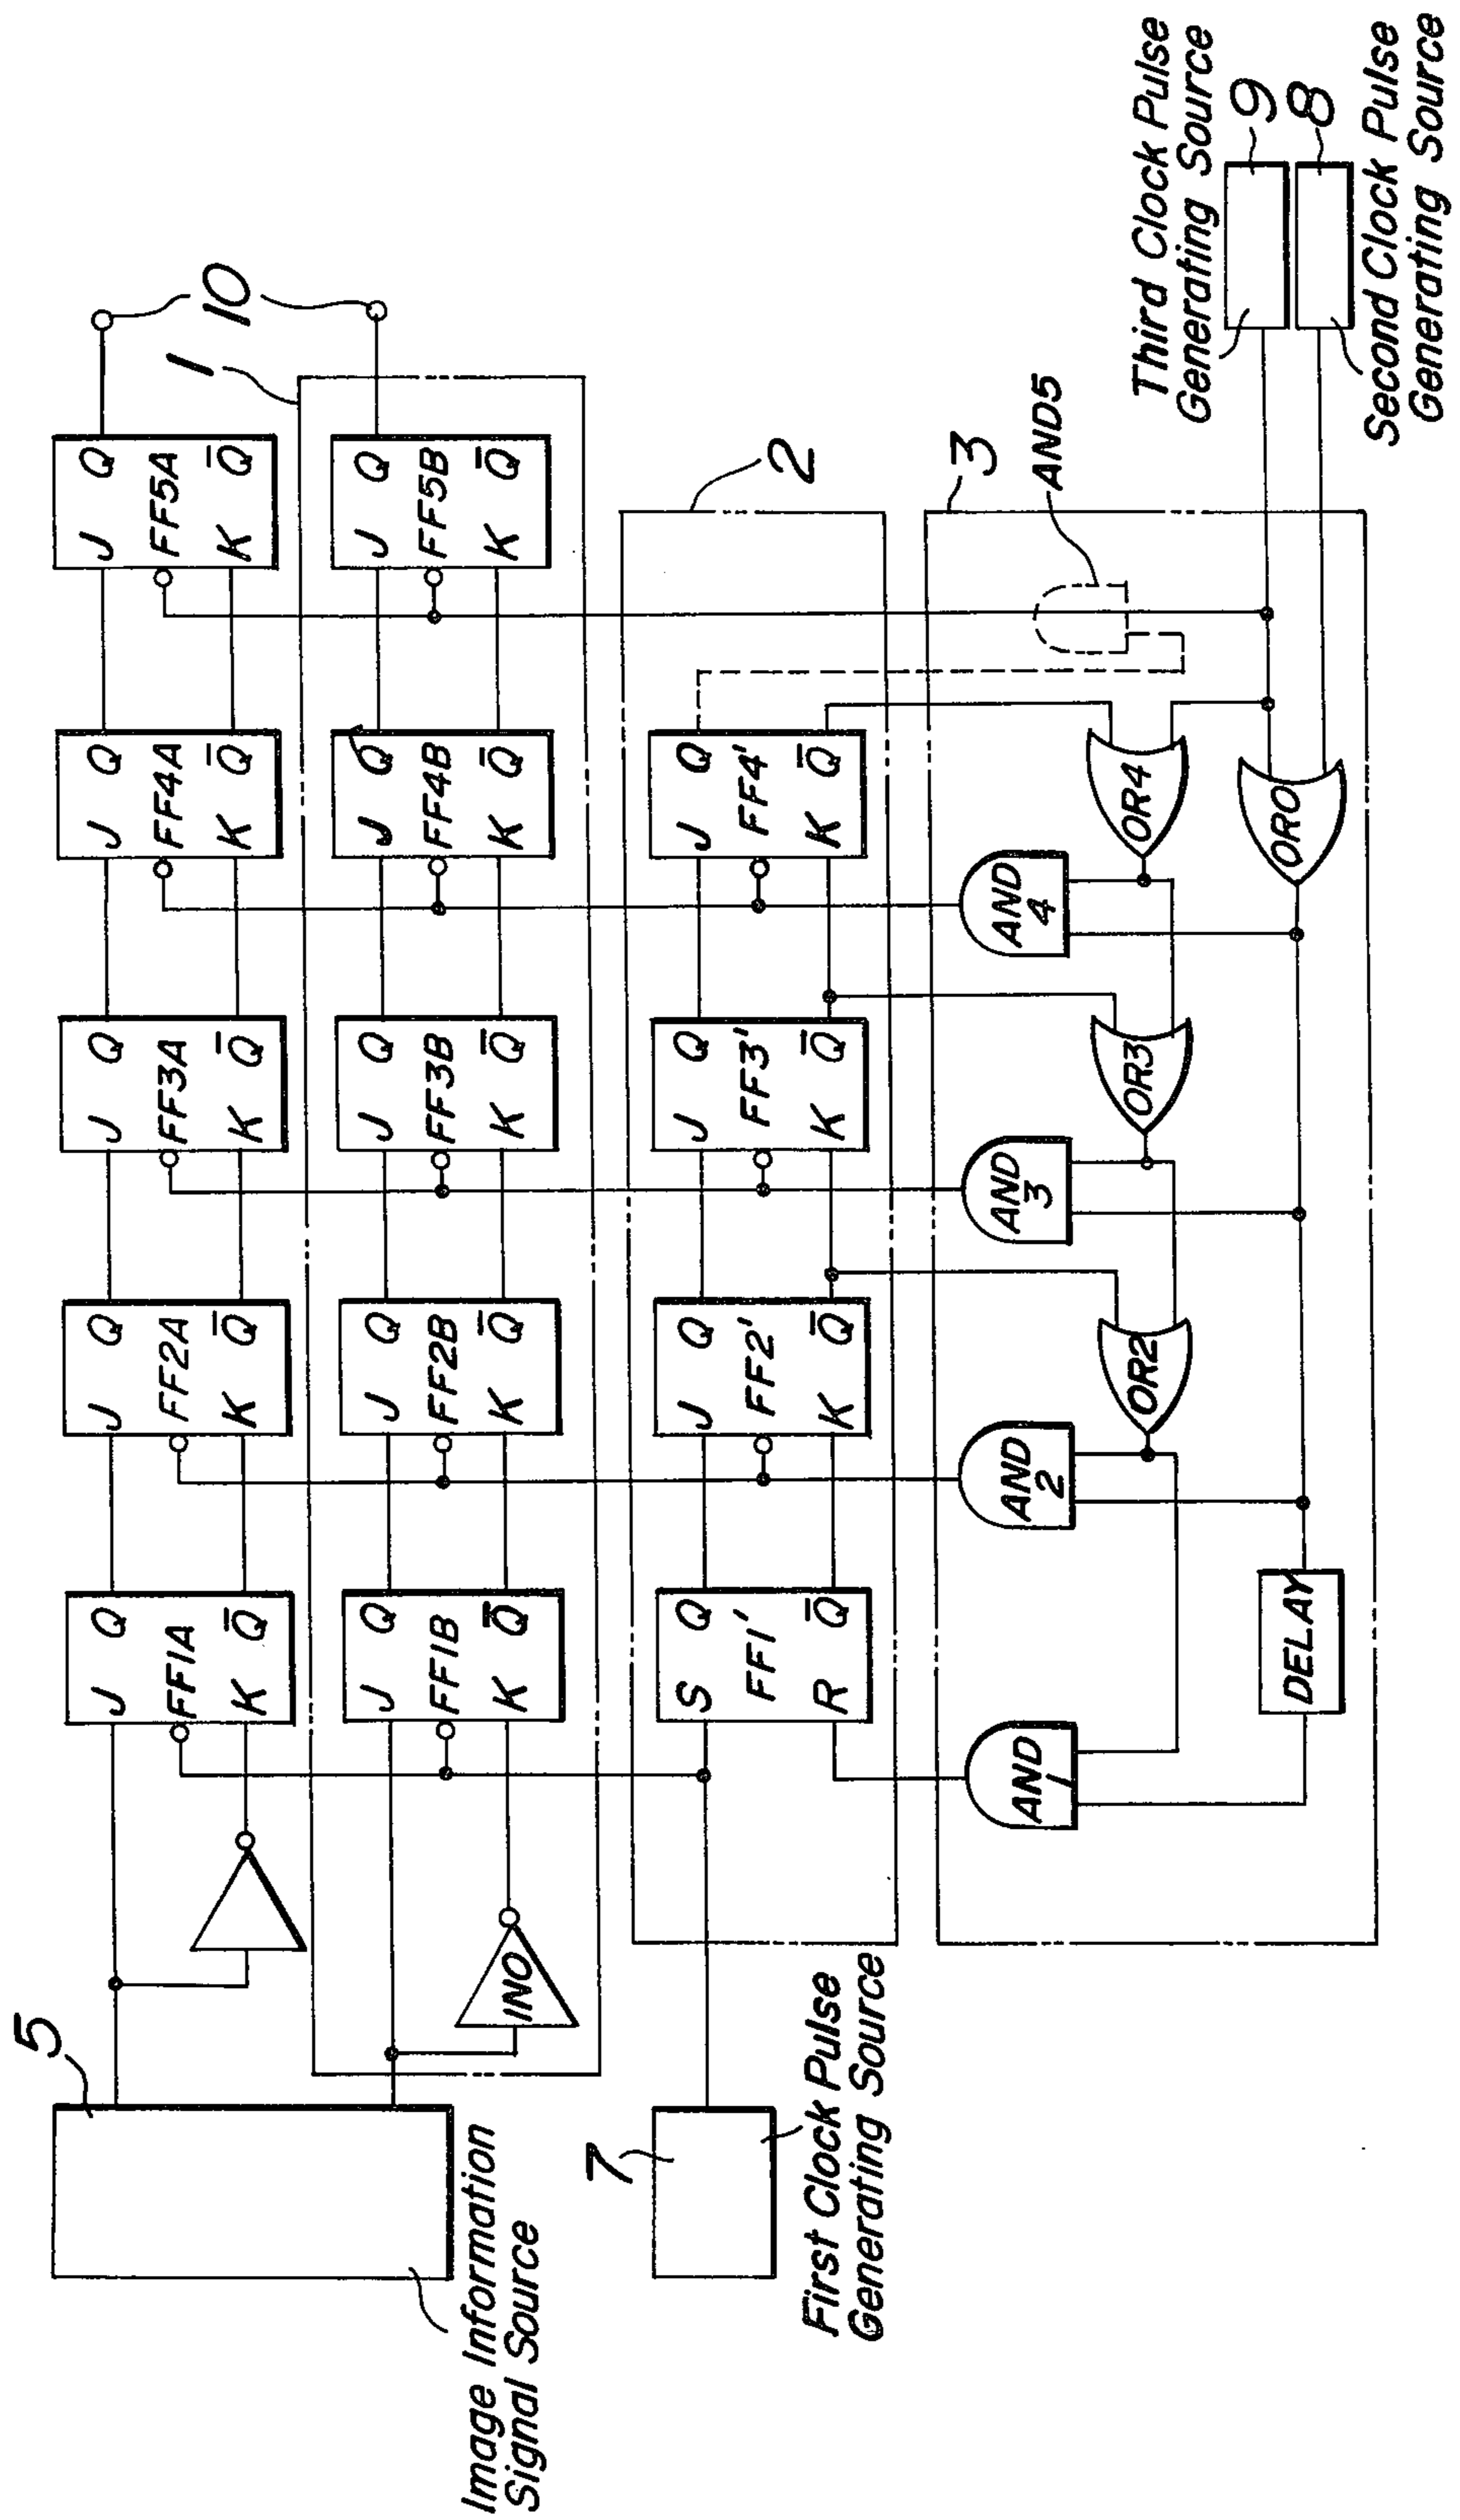 5
Image Information
Signal Source
J Q
FF1A
K Q̅
J Q
FF2A
K Q̅
J Q
FF3A
K Q̅
J Q
FF4A
K Q̅
J Q
FF5A
K Q̅
10
1
INO
J Q
FF1B
K Q̅
J Q
FF2B
K Q̅
J Q
FF3B
K Q̅
J Q
FF4B
K Q̅
J Q
FF5B
K Q̅
7
First Clock Pulse
Generating Source
S Q
FF1'
R Q̅
J Q
FF2'
K Q̅
J Q
FF3'
K Q̅
J Q
FF4'
K Q̅
2
3
AND
1
AND
2
AND
3
AND
4
AND5
OR2
OR3
OR4
DELAY
OR0
Third Clock Pulse
Generating Source
9
8
Second Clock Pulse
Generating Source